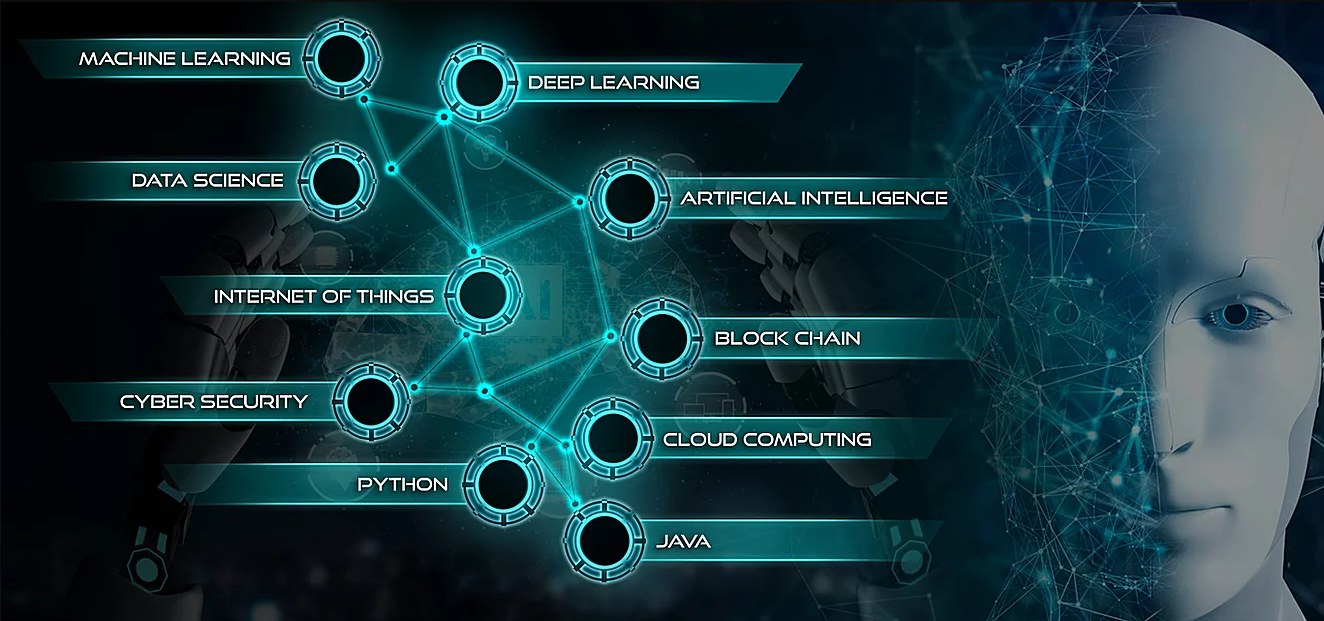 MACHINE LEARNING
DEEP LEARNING
DATA SCIENCE
ARTIFICIAL INTELLIGENCE
INTERNET OF THINGS
AI
BLOCK CHAIN
CYBER SECURITY
CLOUD COMPUTING
PYTHON
JAVA